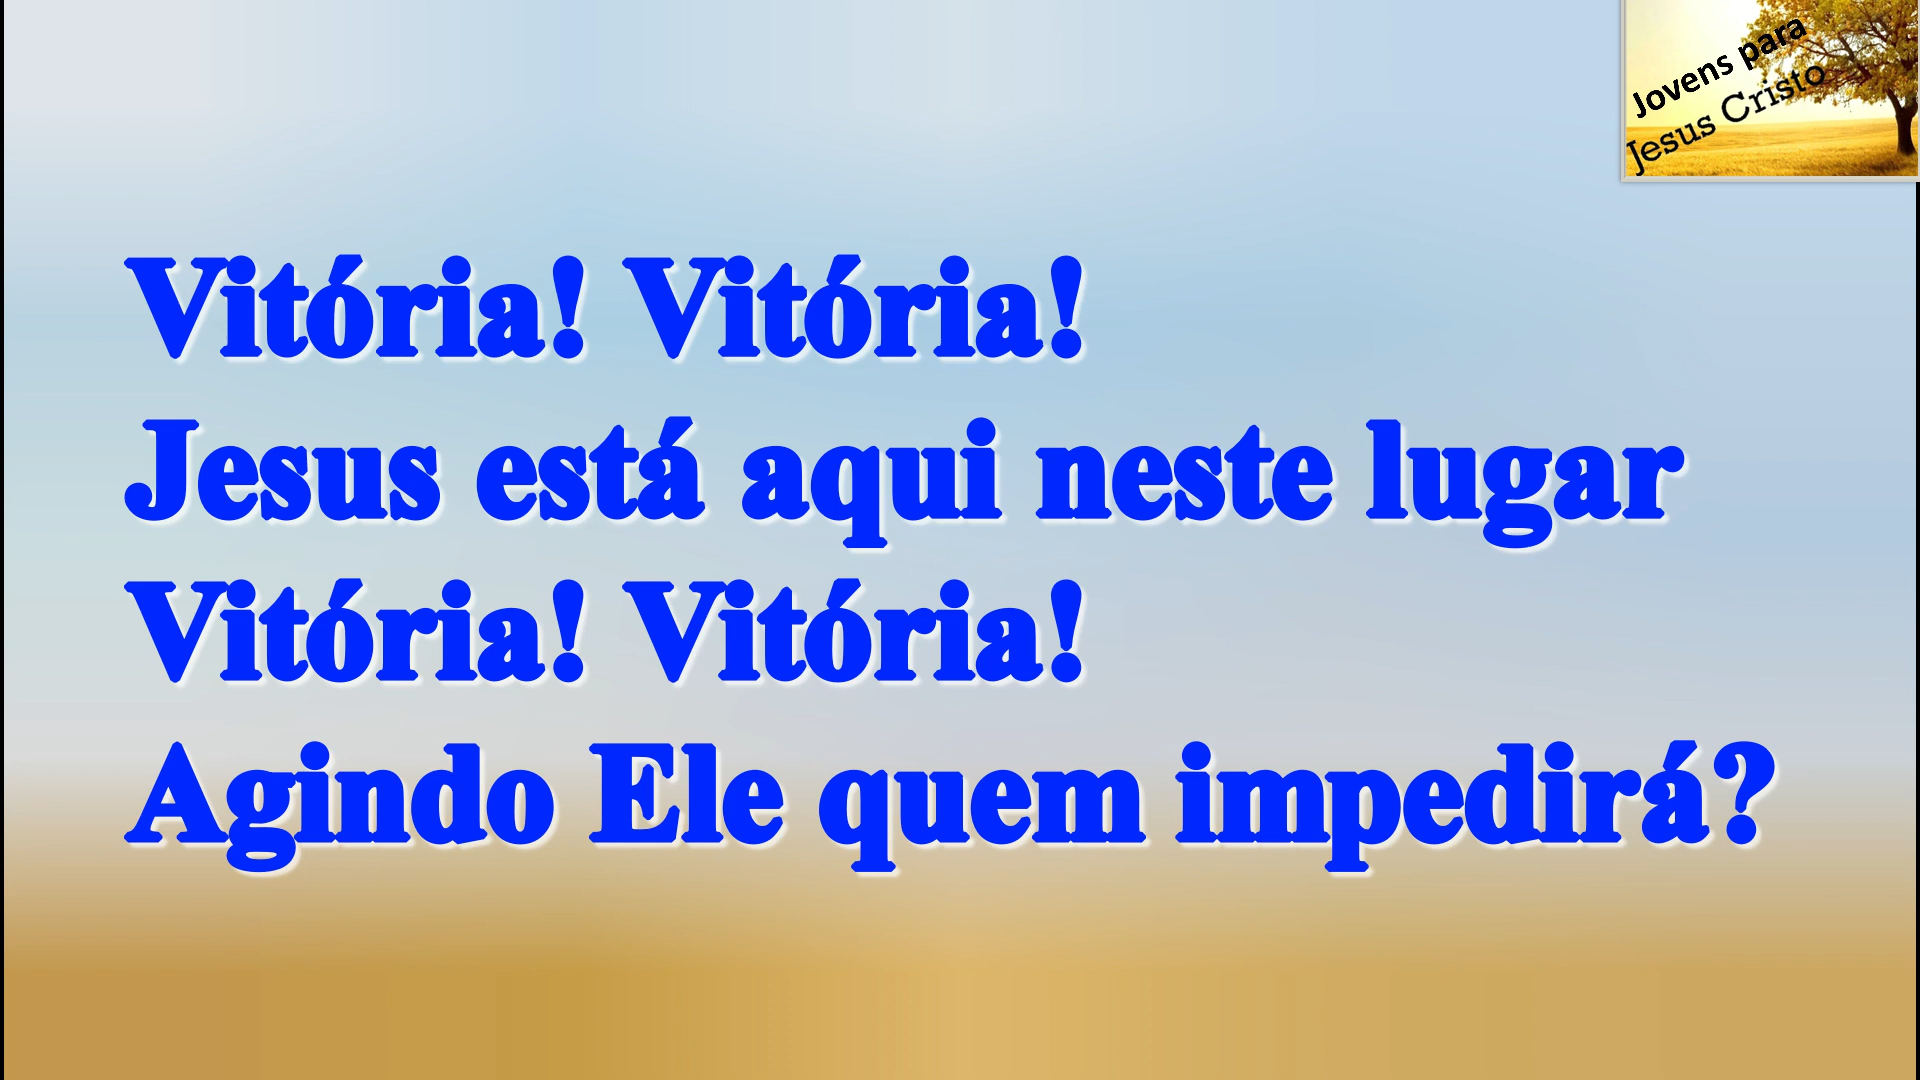 Jovens para
Jesus Cristo
Vitória! Vitória!
Jesus está aqui neste lugar
Vitória! Vitória!
Agindo Ele quem impedirá?